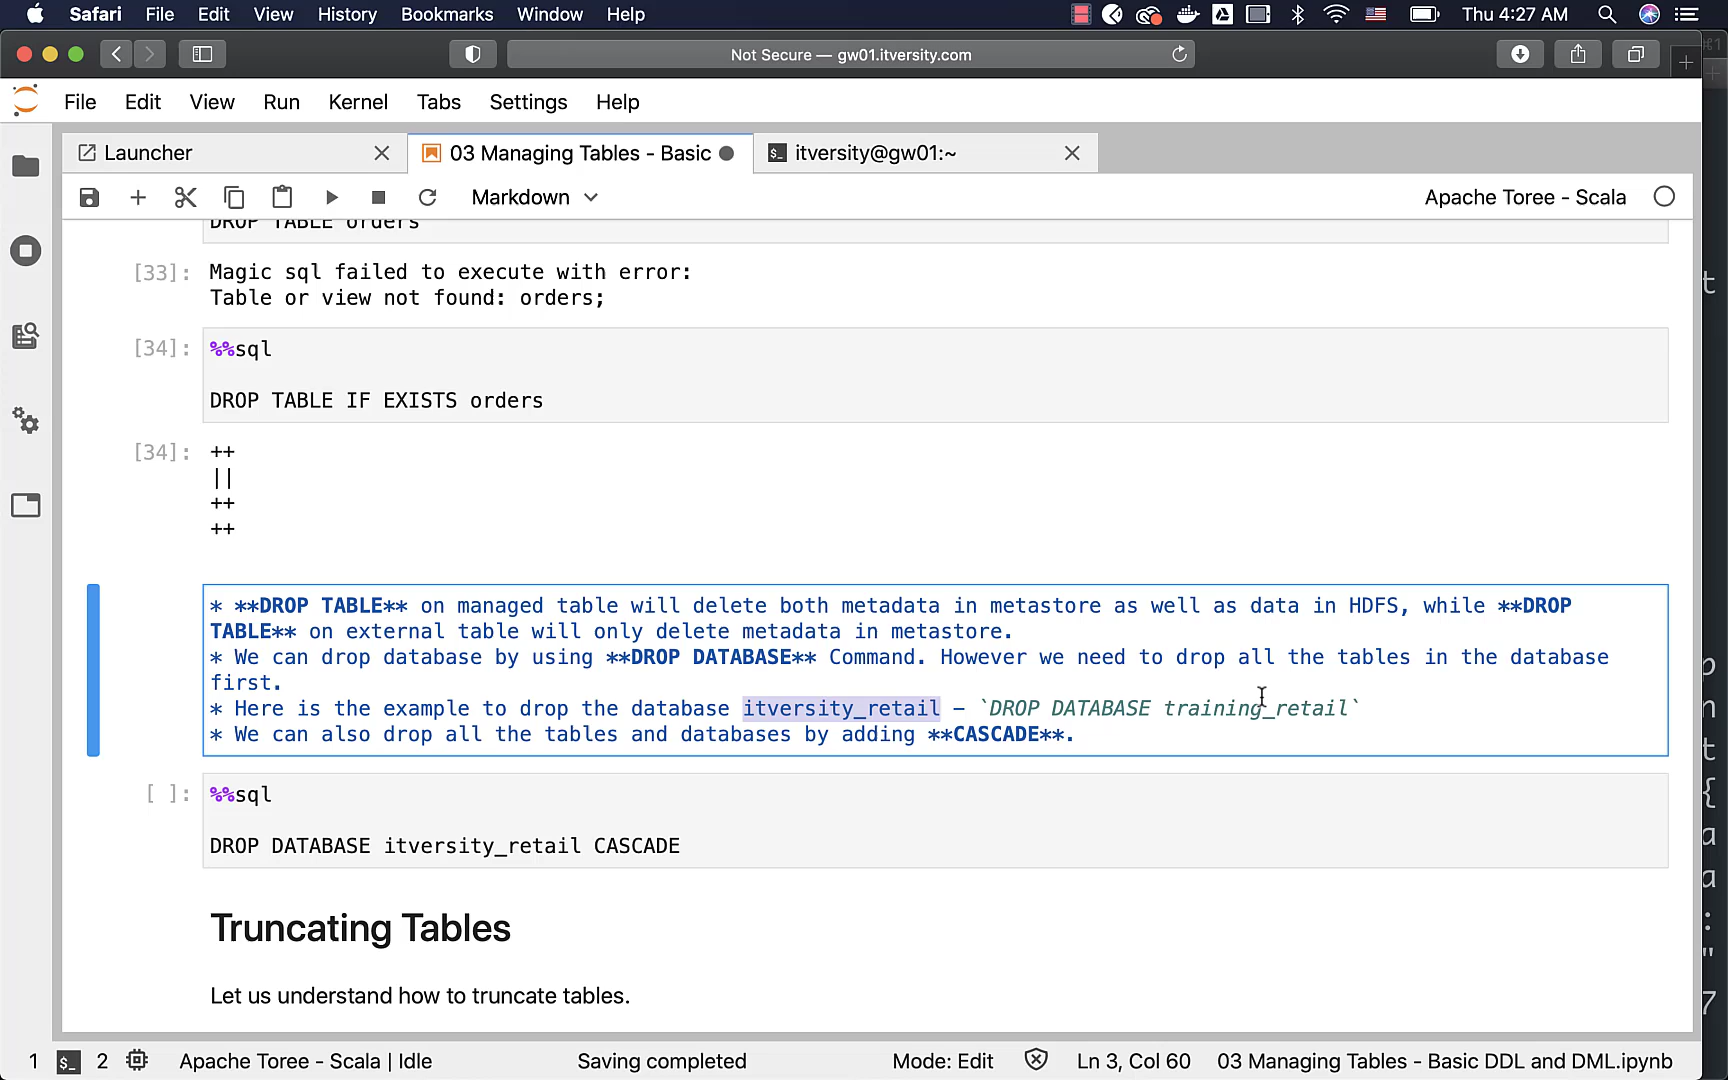 Safari File Edit View History Bookmarks Window Help Thu 4:27 AM
Not Secure — gw01.itversity.com
File Edit View Run Kernel Tabs Settings Help
Launcher 03 Managing Tables - Basic itversity@gw01:~
Markdown Apache Toree - Scala
DROP TABLE orders
[33]: Magic sql failed to execute with error:
Table or view not found: orders;
[34]: %%sql
DROP TABLE IF EXISTS orders
[34]: ++
||
++
++
* **DROP TABLE** on managed table will delete both metadata in metastore as well as data in HDFS, while **DROP
TABLE** on external table will only delete metadata in metastore.
* We can drop database by using **DROP DATABASE** Command. However we need to drop all the tables in the database
first.
* Here is the example to drop the database itversity_retail – `DROP DATABASE training_retail`
* We can also drop all the tables and databases by adding **CASCADE**.
[ ]: %%sql
DROP DATABASE itversity_retail CASCADE
Truncating Tables
Let us understand how to truncate tables.
1 $_ 2 Apache Toree - Scala | Idle Saving completed Mode: Edit Ln 3, Col 60 03 Managing Tables - Basic DDL and DML.ipynb